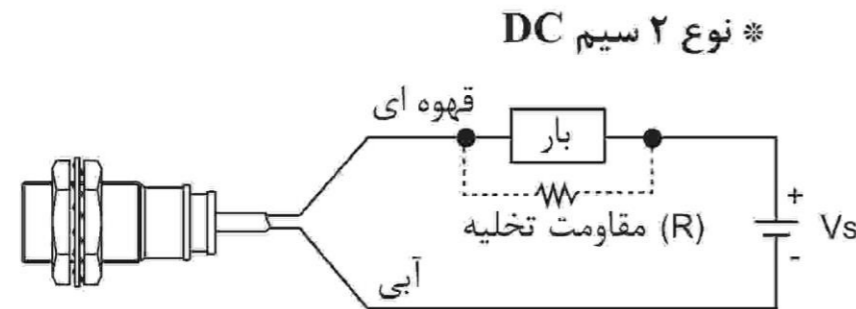 * نوع ۲ سیم DC
قهوه ای
بار
+
Vs
-
(R) مقاومت تخلیه
آبی